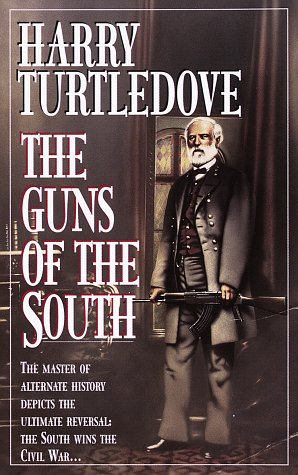 HARRY
TURTLEDOVE
THE
GUNS
OF THE
SOUTH
THE MASTER OF
ALTERNATE HISTORY
DEPICTS THE
ULTIMATE REVERSAL:
THE SOUTH WINS THE
CIVIL WAR...